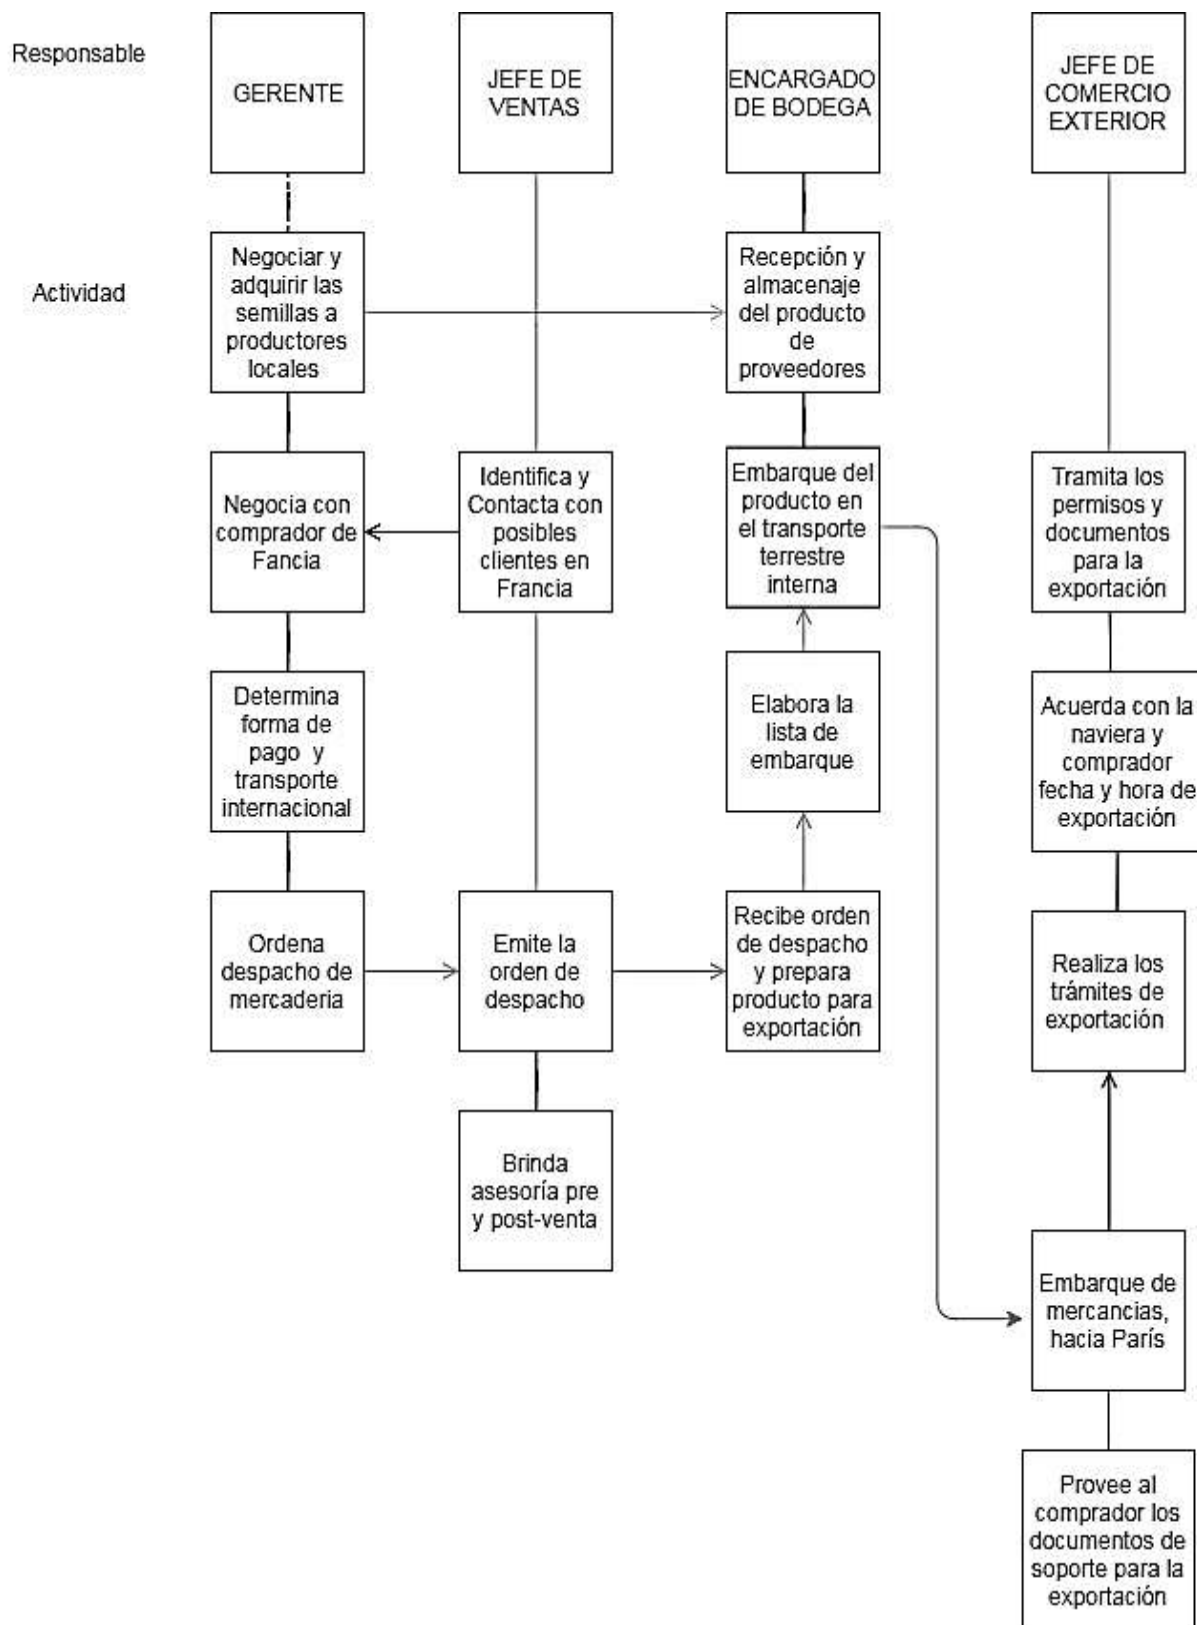 Responsable
GERENTE
JEFE DE
VENTAS
ENCARGADO
DE BODEGA
JEFE DE
COMERCIO
EXTERIOR
Actividad
Negociar y
adquirir las
semillas a
productores
locales
Recepción y
almacenaje
del producto
de
proveedores
Negocia con
comprador de
Fancia
Identifica y
Contacta con
posibles
clientes en
Francia
Embarque del
producto en
el transporte
terrestre
interna
Tramita los
permisos y
documentos
para la
exportación
Determina
forma de
pago y
transporte
internacional
Elabora la
lista de
embarque
Acuerda con la
naviera y
comprador
fecha y hora de
exportación
Ordena
despacho de
mercaderia
Emite la
orden de
despacho
Recibe orden
de despacho
y prepara
producto para
exportación
Realiza los
trámites de
exportación
Brinda
asesoría pre
y post-venta
Embarque de
mercancias,
hacia París
Provee al
comprador los
documentos de
soporte para la
exportación